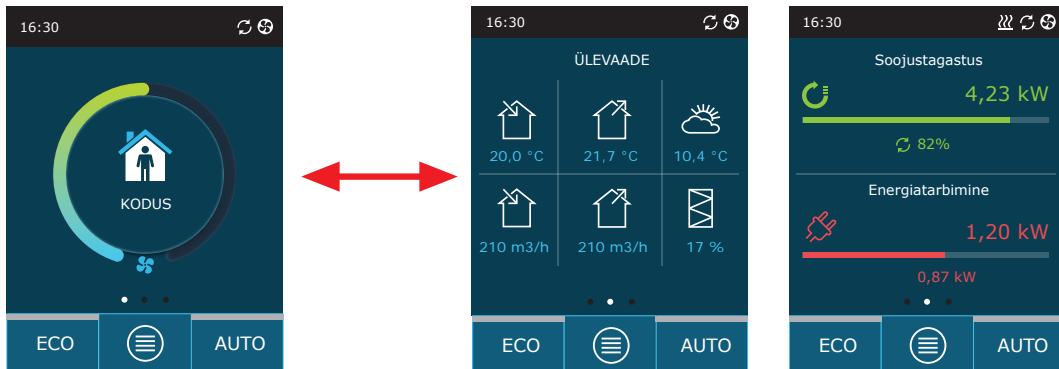 16:30
KODUS
ECO
AUTO
16:30
ÜLEVAADE
20,0 °C
21,7 °C
10,4 °C
210 m3/h
210 m3/h
17 %
ECO
AUTO
16:30
Soojustagastus
4,23 kW
82%
Energiatarbimine
1,20 kW
0,87 kW
ECO
AUTO